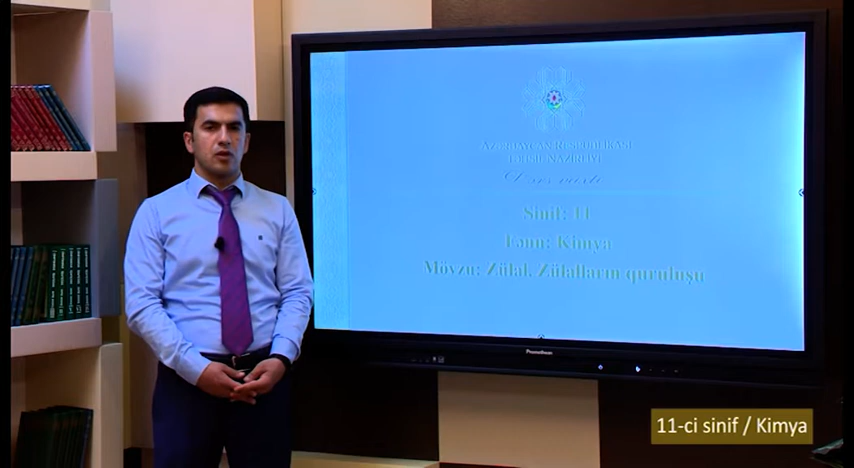 AZƏRBAYCAN RESPUBLİKASI
TƏHSİL NAZİRLİYİ
Dərs vaxtı
Sinif: 11
Fənn: Kimya
Mövzu: Zülal. Zülalların quruluşu
Promethean
11-ci sinif / Kimya